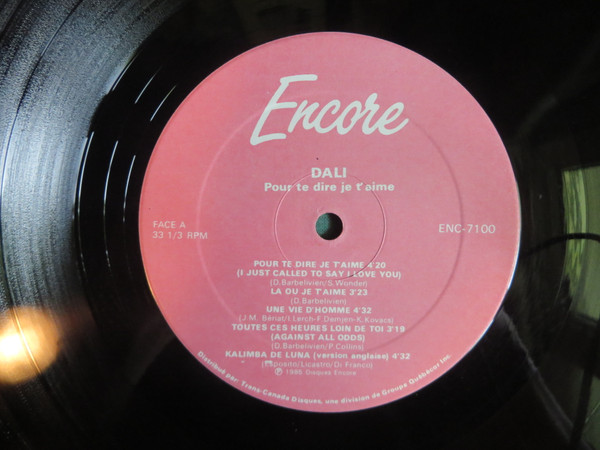 Encore
DALI
Pour te dire je t'aime
FACE A
33 1/3 RPM
ENC-7100
POUR TE DIRE JE T'AIME 4'20
(I JUST CALLED TO SAY I LOVE YOU)
(D.Barbelivien/S.Wonder)
LA OU JE T'AIME 3'23
(D.Barbelivien)
UNE VIE D'HOMME 4'32
(J.M. Bériat/I Lerch-F.Domjen-K.Kovacs)
TOUTES CES HEURES LOIN DE TOI 3'19
(AGAINST ALL ODDS)
(D.Barbelivien/P.Collins)
KALIMBA DE LUNA (version anglaise) 4'32
(Esposito/Licastro/Di Franco)
Ⓟ Disques Encore
Distribué par Trans-Canada Disques, une division de Groupe Québécor Inc.